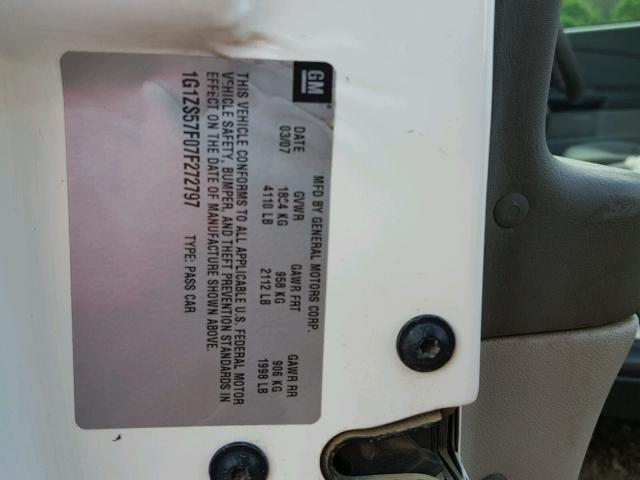 GM
MFD BY GENERAL MOTORS CORP.
DATE GVWR GAWR FRT GAWR RR
03/07 1864 KG 958 KG 906 KG
4110 LB 2112 LB 1998 LB
THIS VEHICLE CONFORMS TO ALL APPLICABLE U.S. FEDERAL MOTOR
VEHICLE SAFETY, BUMPER, AND THEFT PREVENTION STANDARDS IN
EFFECT ON THE DATE OF MANUFACTURE SHOWN ABOVE.
1G1ZS57F07F272797 TYPE: PASS CAR